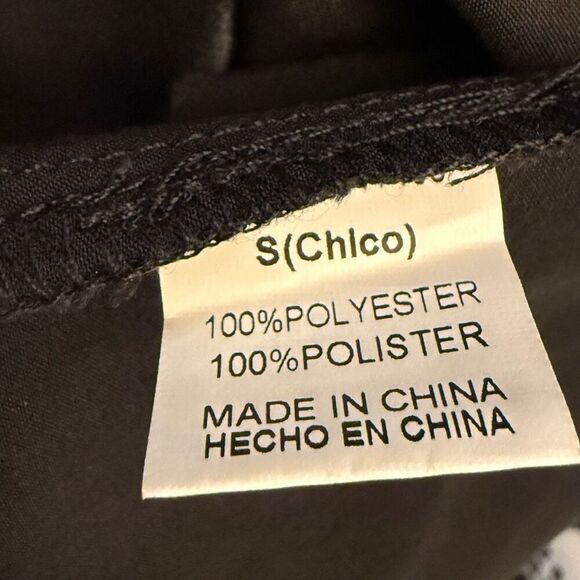 S(Chico)
100%POLYESTER
100%POLISTER
MADE IN CHINA
HECHO EN CHINA